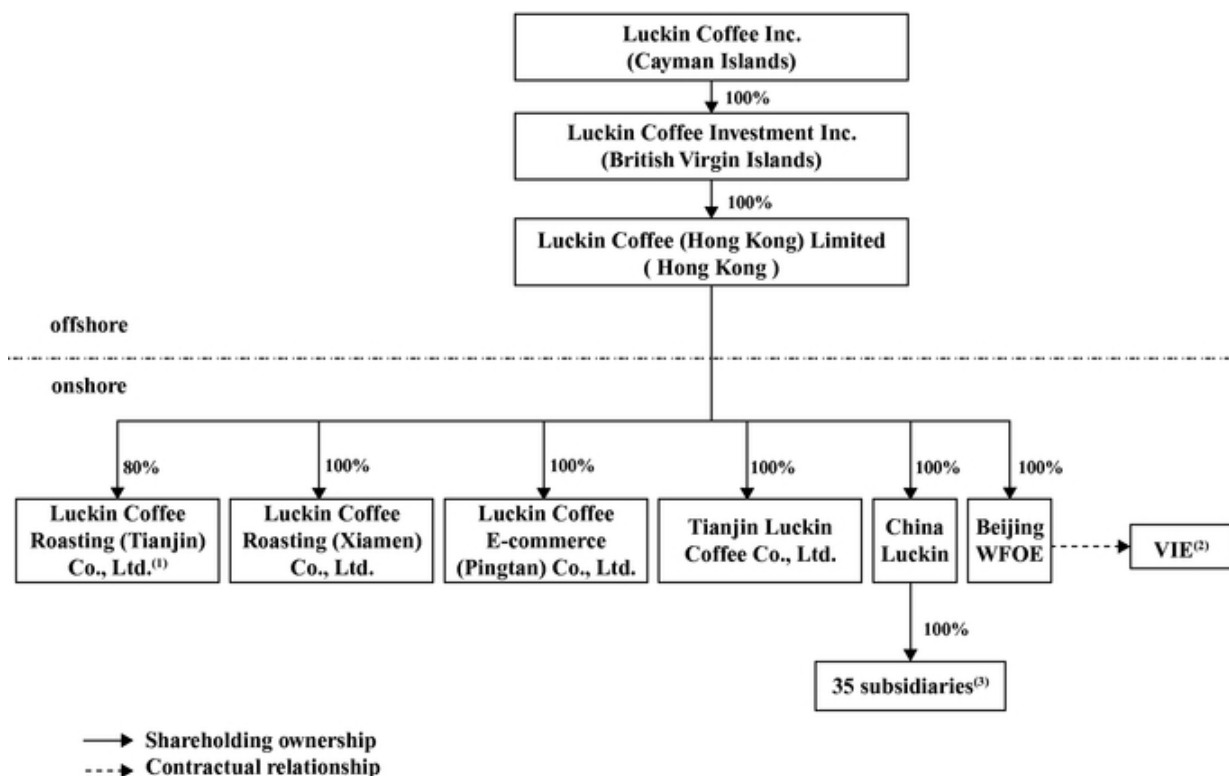 Luckin Coffee Inc.
(Cayman Islands)
100%
Luckin Coffee Investment Inc.
(British Virgin Islands)
100%
Luckin Coffee (Hong Kong) Limited
( Hong Kong )
offshore
onshore
80%
100%
100%
100%
100%
100%
Luckin Coffee
Roasting (Tianjin)
Co., Ltd.(1)
Luckin Coffee
Roasting (Xiamen)
Co., Ltd.
Luckin Coffee
E-commerce
(Pingtan) Co., Ltd.
Tianjin Luckin
Coffee Co., Ltd.
China
Luckin
Beijing
WFOE
VIE(2)
100%
35 subsidiaries(3)
Shareholding ownership
Contractual relationship